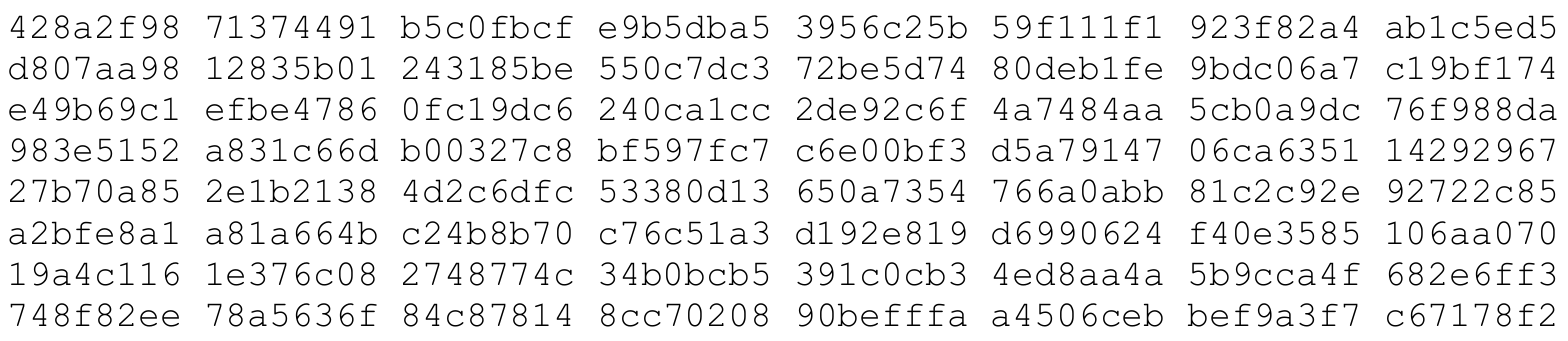 428a2f98 71374491 b5c0fbcf e9b5dba5 3956c25b 59f111f1 923f82a4 ab1c5ed5
d807aa98 12835b01 243185be 550c7dc3 72be5d74 80deb1fe 9bdc06a7 c19bf174
e49b69c1 efbe4786 0fc19dc6 240ca1cc 2de92c6f 4a7484aa 5cb0a9dc 76f988da
983e5152 a831c66d b00327c8 bf597fc7 c6e00bf3 d5a79147 06ca6351 14292967
27b70a85 2e1b2138 4d2c6dfc 53380d13 650a7354 766a0abb 81c2c92e 92722c85
a2bfe8a1 a81a664b c24b8b70 c76c51a3 d192e819 d6990624 f40e3585 106aa070
19a4c116 1e376c08 2748774c 34b0bcb5 391c0cb3 4ed8aa4a 5b9cca4f 682e6ff3
748f82ee 78a5636f 84c87814 8cc70208 90befffa a4506ceb bef9a3f7 c67178f2